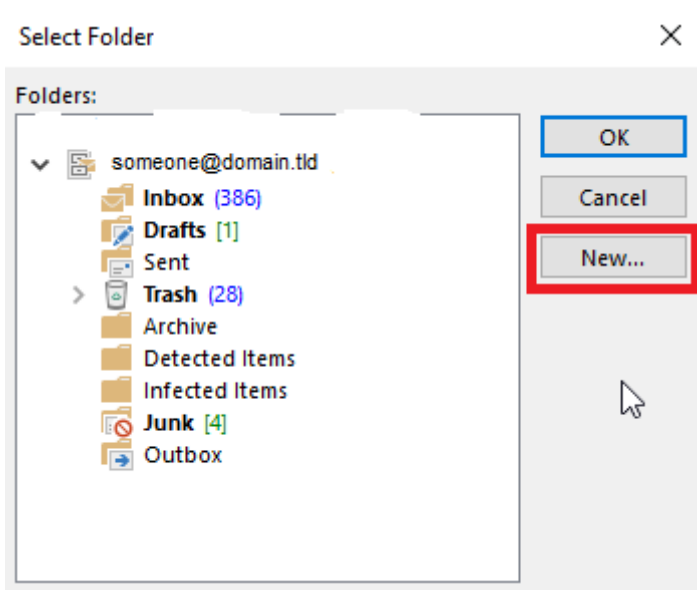 Select Folder
Folders:
someone@domain.tld
Inbox (386)
Drafts [1]
Sent
Trash (28)
Archive
Detected Items
Infected Items
Junk [4]
Outbox
OK
Cancel
New...